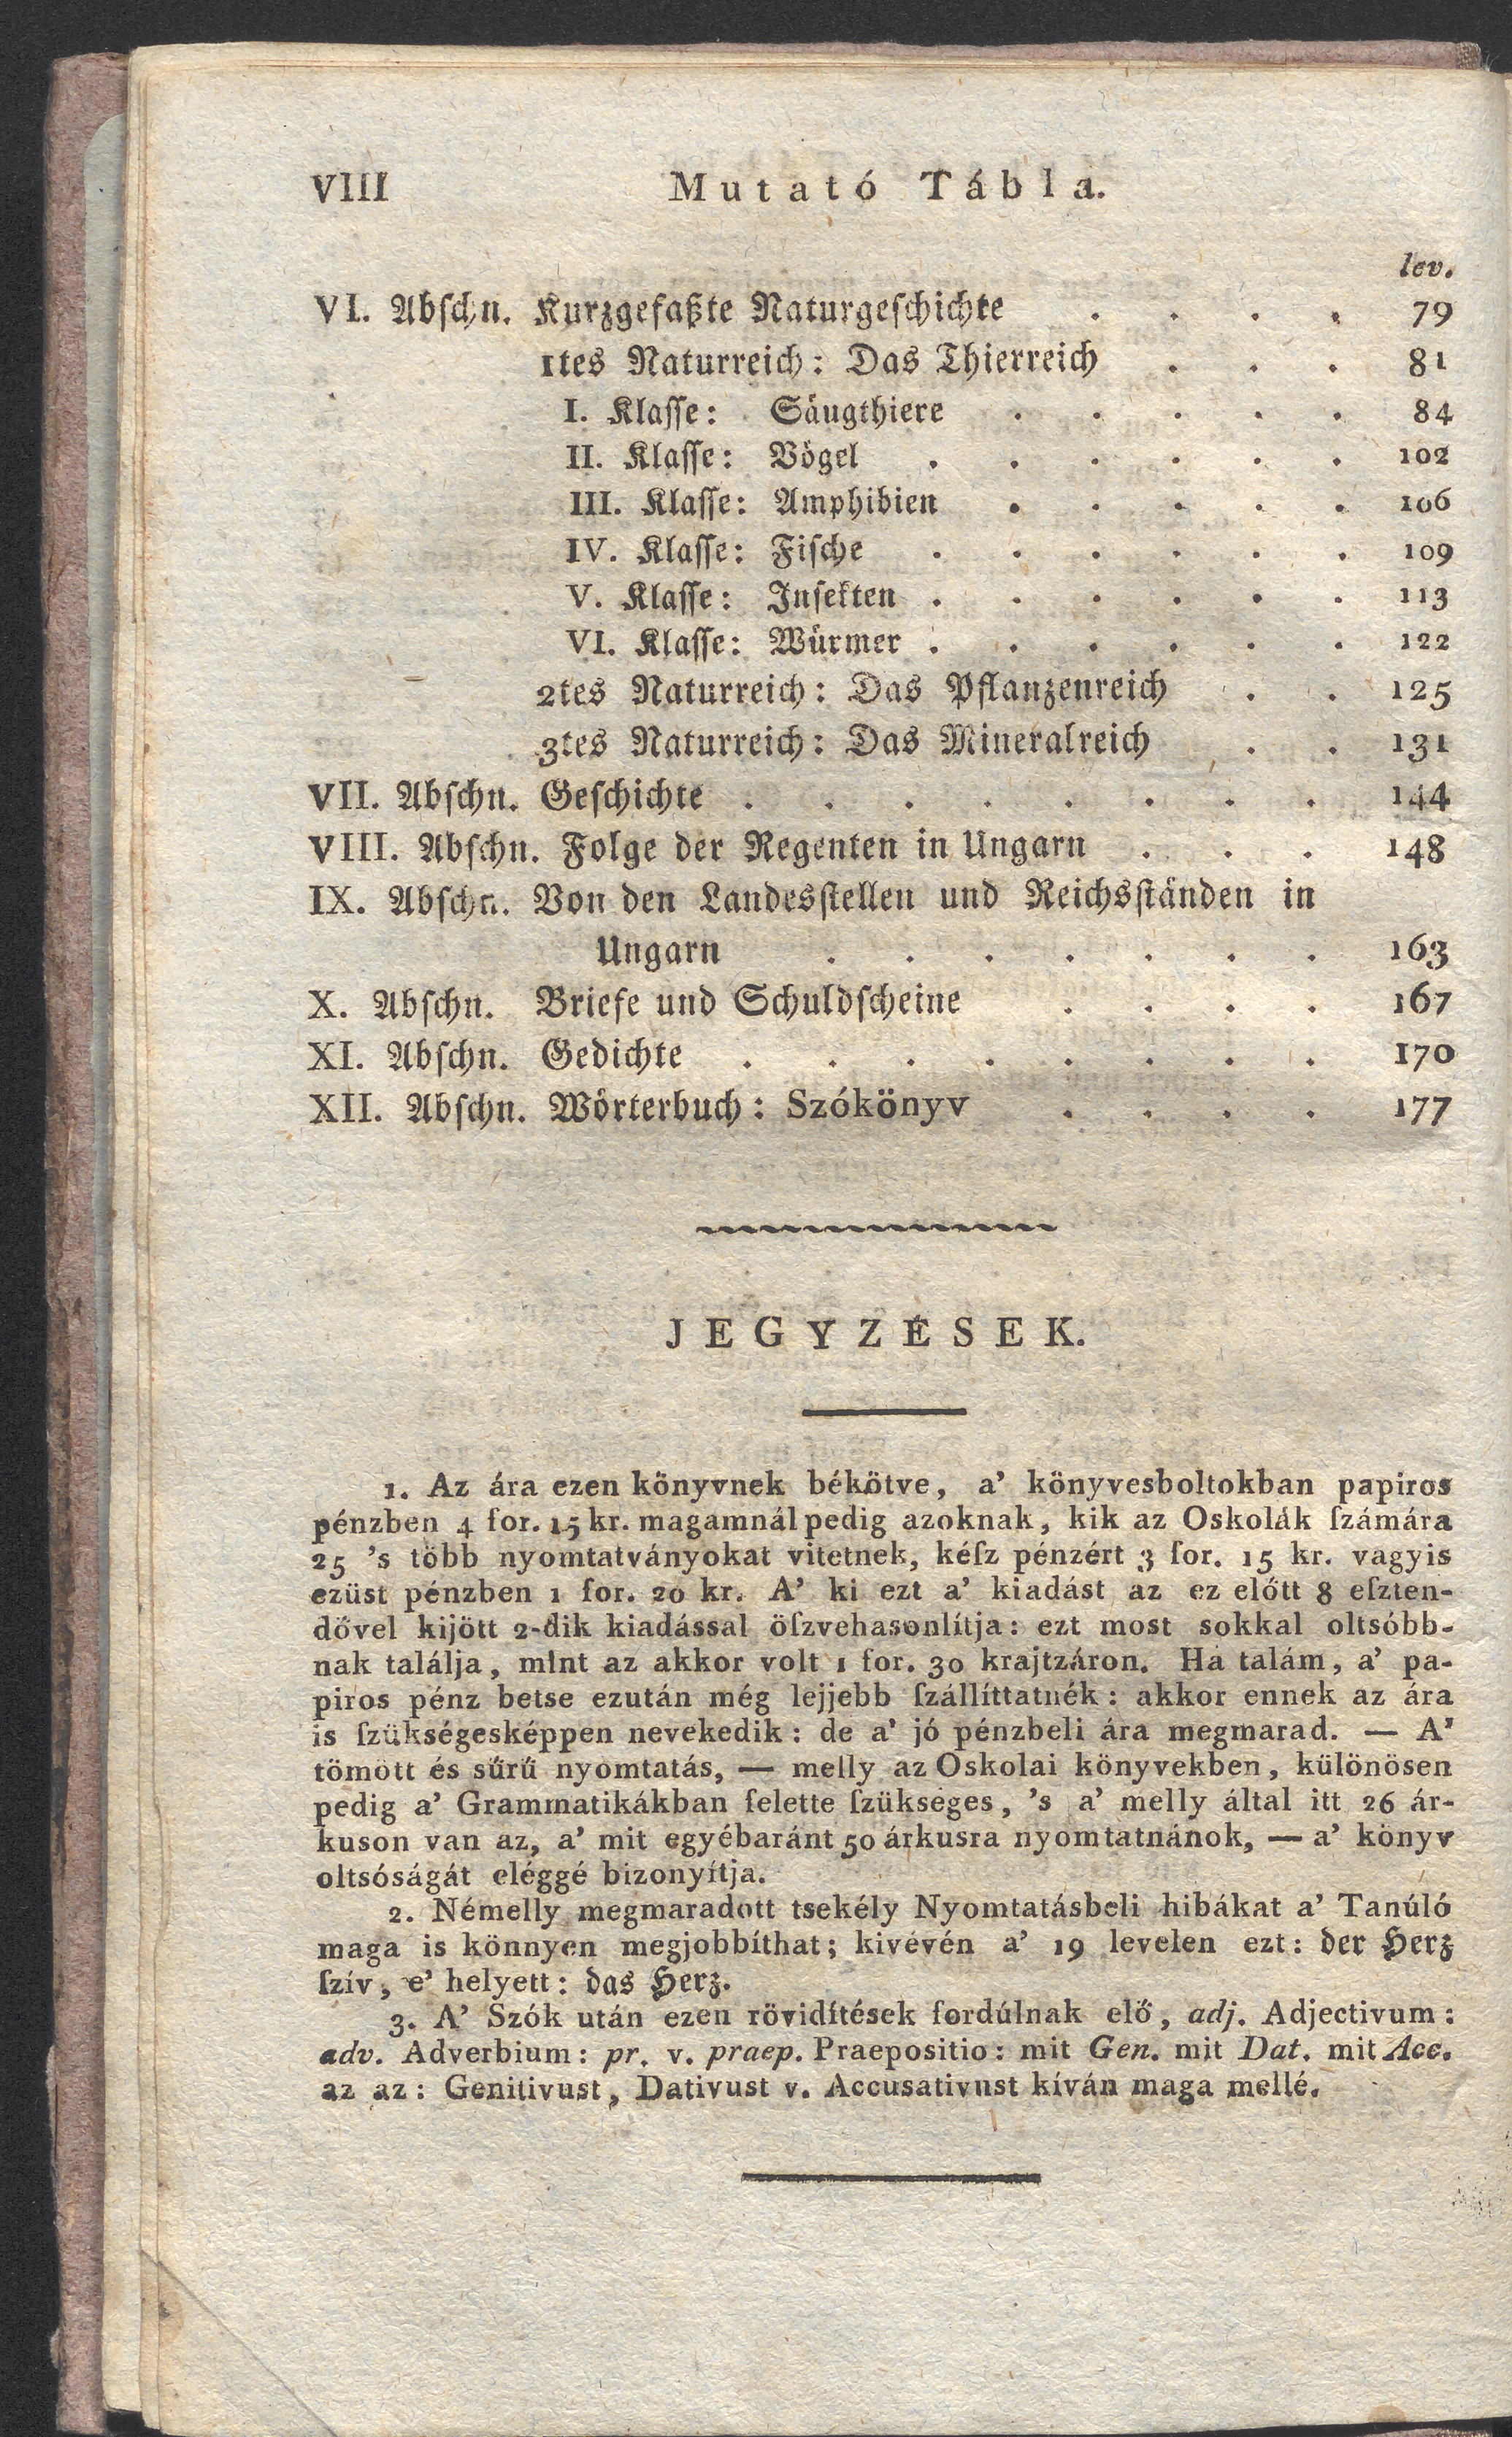 VIII Mutató Tábla.
lev.
VI. Abschn. Kurzgefaßte Naturgeschichte . . . . 79
1tes Naturreich: Das Thierreich . . . 81
I. Klasse: Säugthiere . . . . . 84
II. Klasse: Vögel . . . . . . 102
III. Klasse: Amphibien . . . . . 106
IV. Klasse: Fische . . . . . . 109
V. Klasse: Insekten . . . . . . 113
VI. Klasse: Würmer . . . . . . 122
2tes Naturreich: Das Pflanzenreich . . 125
3tes Naturreich: Das Mineralreich . . 131
VII. Abschn. Geschichte . . . . . . . . 144
VIII. Abschn. Folge der Regenten in Ungarn . . . 148
IX. Abschn. Von den Landesstellen und Reichsständen in
Ungarn . . . . . . . 163
X. Abschn. Briefe und Schuldscheine . . . . 167
XI. Abschn. Gedichte . . . . . . . . 170
XII. Abschn. Wörterbuch: Szókönyv . . . . 177
JEGYZÉSEK.
1. Az ára ezen könyvnek békötve, a' könyvesboltokban papiros
pénzben 4 for. 15 kr. magamnál pedig azoknak, kik az Oskolák ſzámára
25 's több nyomtatványokat vitetnek, kéſz pénzért 3 for. 15 kr. vagyis
ezüst pénzben 1 for. 20 kr. A' ki ezt a' kiadást az ez előtt 8 eſzten-
dővel kijött 2-dik kiadással öſzvehasonlítja: ezt most sokkal oltsóbb-
nak találja, mint az akkor volt 1 for. 30 krajtzáron. Ha talám, a' pa-
piros pénz betse ezután még lejjebb ſzállíttatnék: akkor ennek az ára
is ſzükségesképpen nevekedik: de a' jó pénzbeli ára megmarad. — A'
tömött és sűrű nyomtatás, — melly az Oskolai könyvekben, különösen
pedig a' Grammatikákban felette ſzükséges, 's a' melly által itt 26 ár-
kuson van az, a' mit egyébaránt 50 árkusra nyomtatnánok, — a' könyv
oltsóságát eléggé bizonyítja.
2. Némelly megmaradott tsekély Nyomtatásbeli hibákat a' Tanúló
maga is könnyen megjobbíthat; kivévén a' 19 levelen ezt: der Herz
ſzív, e' helyett: das Herz.
3. A' Szók után ezen rövidítések fordúlnak elő, adj. Adjectivum:
adv. Adverbium: pr. v. praep. Praepositio: mit Gen. mit Dat. mit Acc.
az az: Genitivust, Dativust v. Accusativust kíván maga mellé.